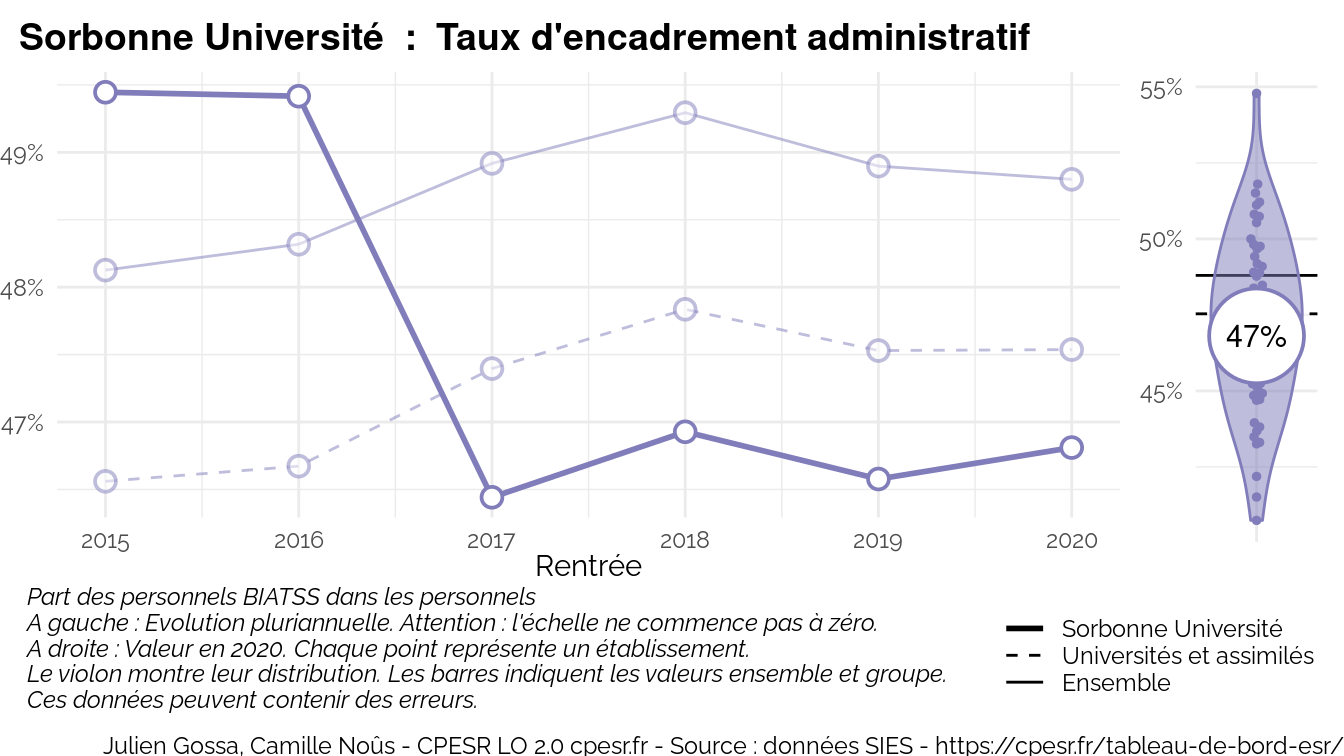 Sorbonne Université : Taux d'encadrement administratif
49%
48%
47%
2015 2016 2017 2018 2019 2020
Rentrée
55%
50%
45%
47%
Part des personnels BIATSS dans les personnels
A gauche : Evolution pluriannuelle. Attention : l'échelle ne commence pas à zéro.
A droite : Valeur en 2020. Chaque point représente un établissement.
Le violon montre leur distribution. Les barres indiquent les valeurs ensemble et groupe.
Ces données peuvent contenir des erreurs.
Sorbonne Université
Universités et assimilés
Ensemble
Julien Gossa, Camille Noûs - CPESR LO 2.0 cpesr.fr - Source : données SIES - https://cpesr.fr/tableau-de-bord-esr/